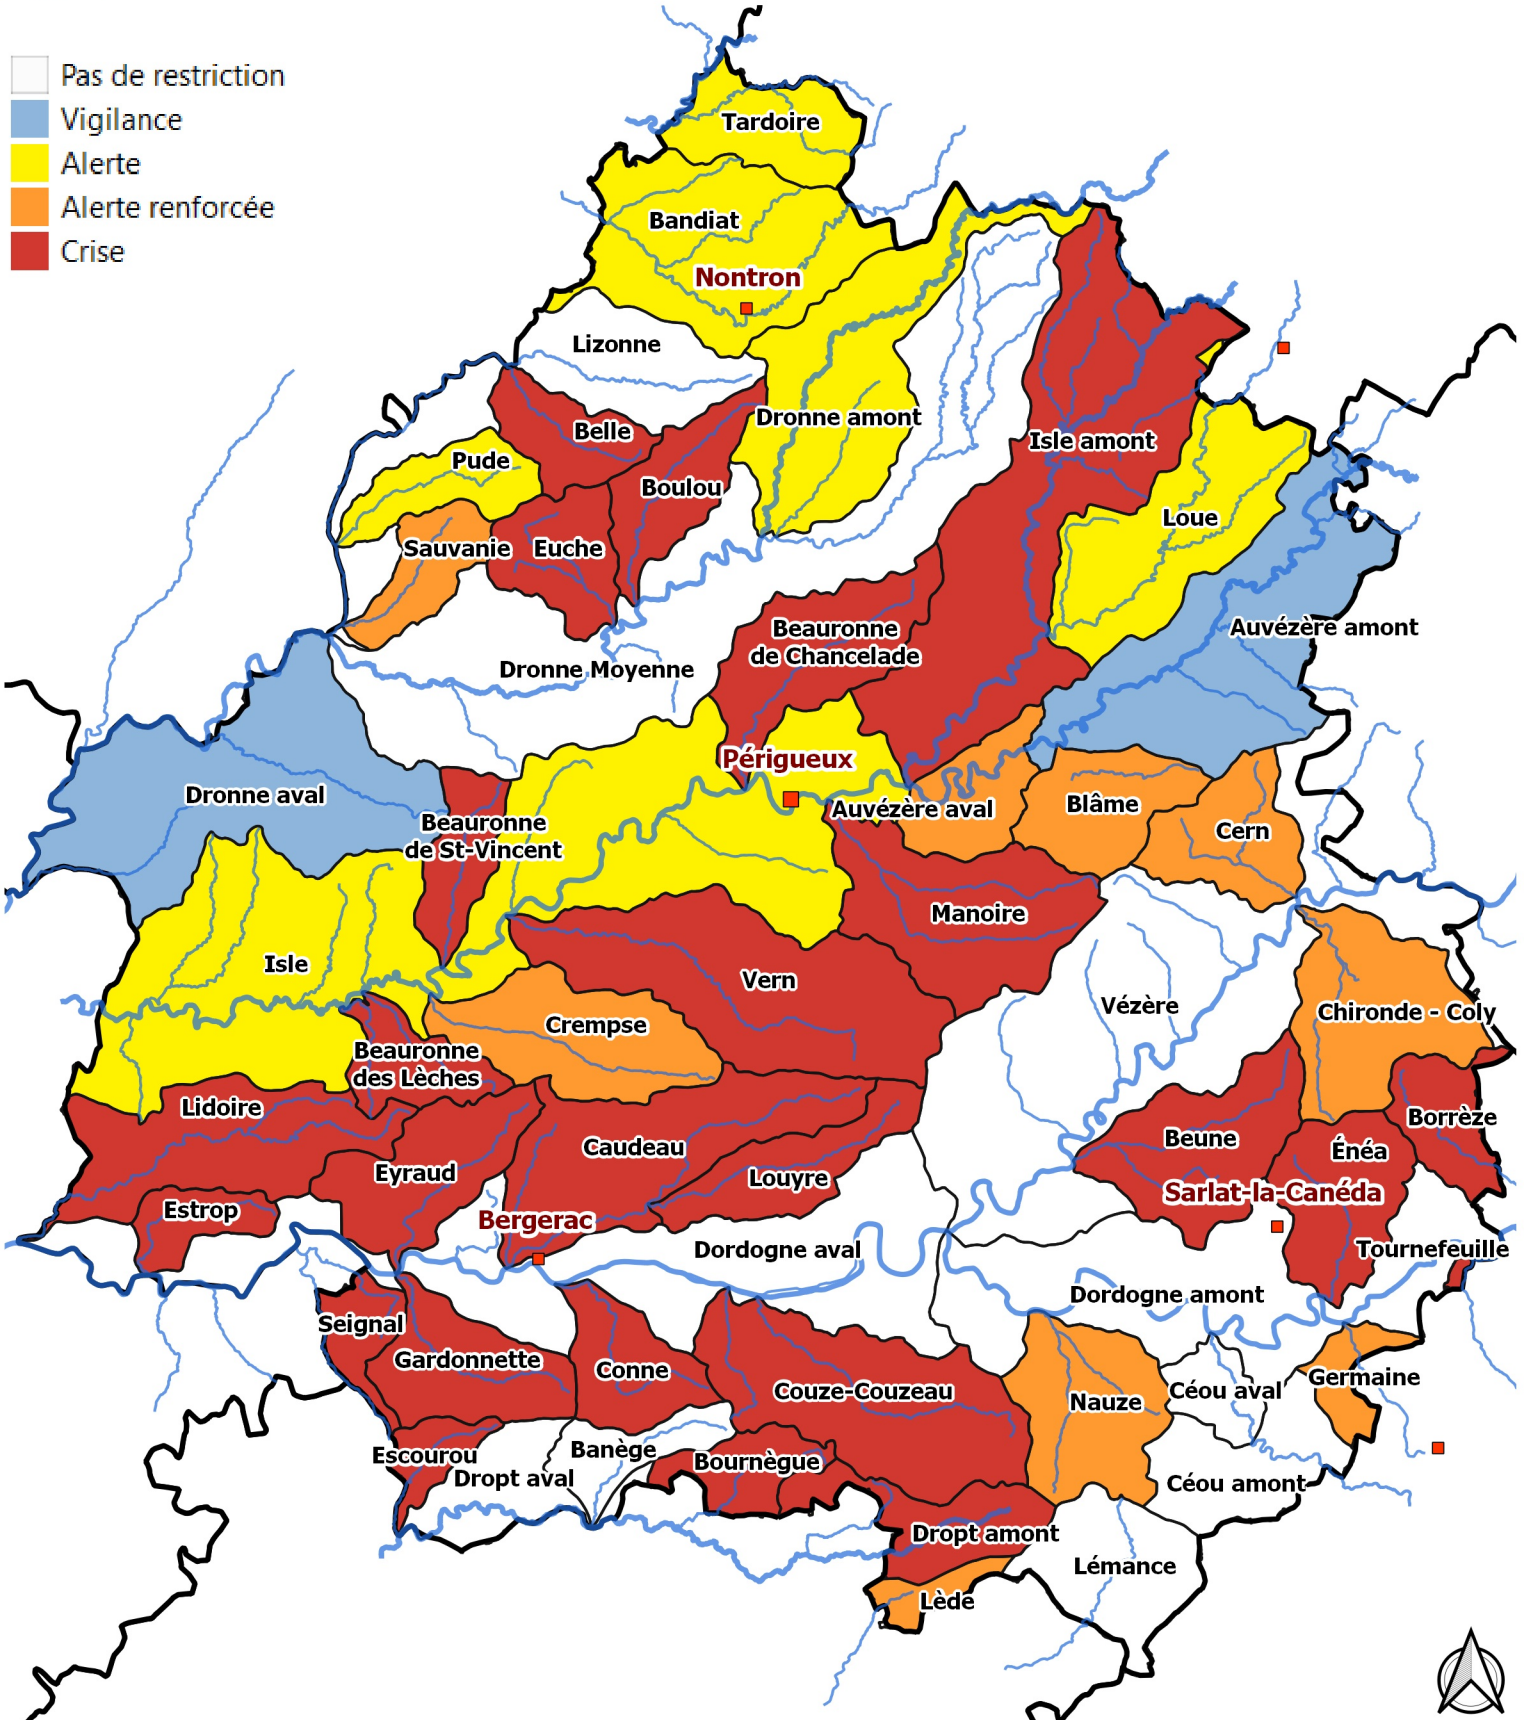 Pas de restriction
Vigilance
Alerte
Alerte renforcée
Crise
Tardoire
Bandiat
Nontron
Lizonne
Dronne amont
Belle
Isle amont
Pude
Boulou
Loue
Sauvanie
Euche
Auvézère amont
Beauronne
de Chancelade
Dronne Moyenne
Périgueux
Dronne aval
Auvézère aval
Blâme
Cern
Beauronne
de St-Vincent
Manoire
Isle
Vern
Vézère
Chironde - Coly
Crempse
Beauronne
des Lèches
Lidoire
Borrèze
Beune
Énéa
Caudeau
Eyraud
Louyre
Sarlat-la-Canéda
Estrop
Bergerac
Dordogne aval
Tournefeuille
Dordogne amont
Seignal
Gardonnette
Conne
Germaine
Couze-Couzeau
Céou aval
Nauze
Banège
Escourou
Bournègue
Dropt aval
Céou amont
Dropt amont
Lémance
Lède